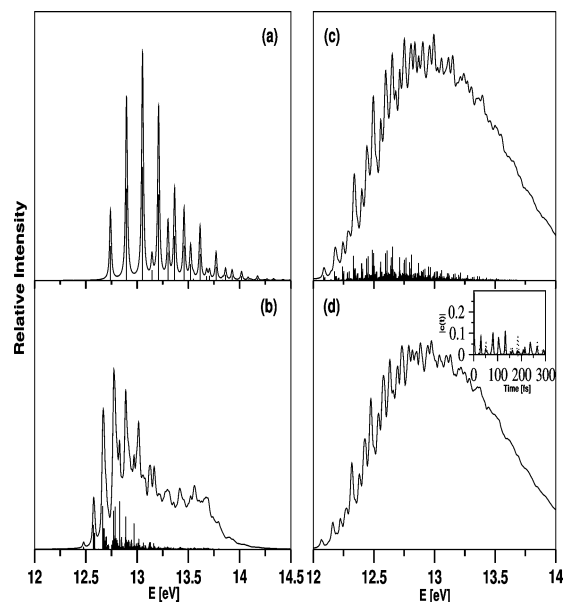 (a)
(c)
Relative Intensity
(b)
(d)
|c(t)|
0.2
0.1
0
0 100 200 300
Time [fs]
12 12.5 13 13.5 14 14.5
E [eV]
12 12.5 13 13.5 14
E [eV]